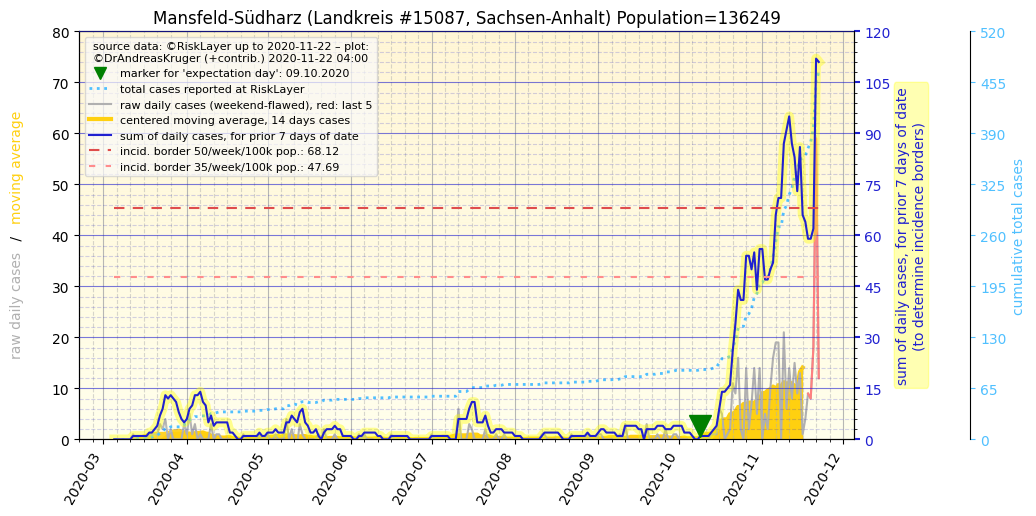 Mansfeld-Südharz (Landkreis #15087, Sachsen-Anhalt) Population=136249
source data: ©RiskLayer up to 2020-11-22 – plot:
©DrAndreasKruger (+contrib.) 2020-11-22 04:00
marker for 'expectation day': 09.10.2020
total cases reported at RiskLayer
raw daily cases (weekend-flawed), red: last 5
centered moving average, 14 days cases
sum of daily cases, for prior 7 days of date
incid. border 50/week/100k pop.: 68.12
incid. border 35/week/100k pop.: 47.69
raw daily cases / moving average
80
70
60
50
40
30
20
10
0
2020-03
2020-04
2020-05
2020-06
2020-07
2020-08
2020-09
2020-10
2020-11
2020-12
120
105
90
75
60
45
30
15
0
sum of daily cases, for prior 7 days of date
(to determine incidence borders)
520
455
390
325
260
195
130
65
0
cumulative total cases